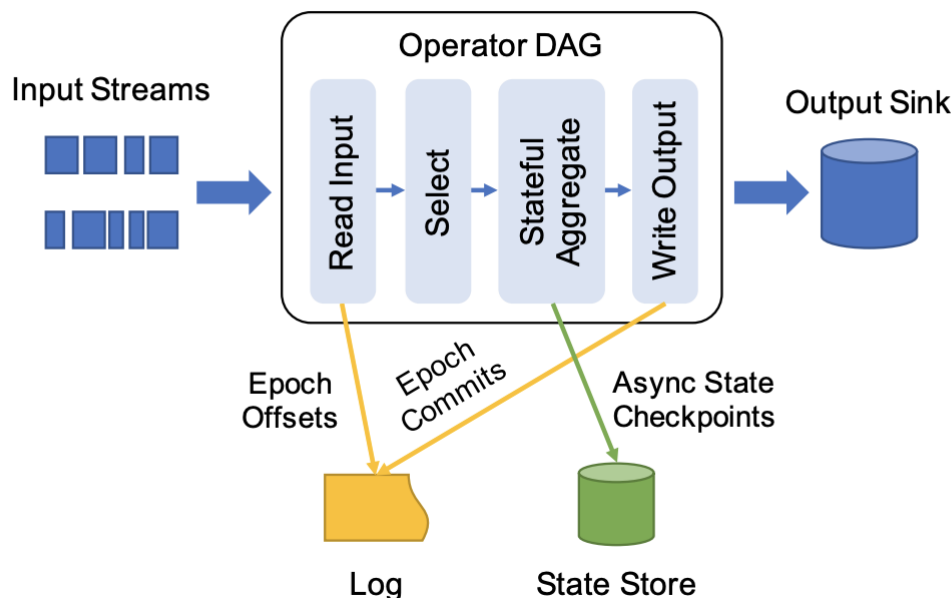 Operator DAG
Input Streams
Output Sink
Read Input
Select
Stateful
Aggregate
Write Output
Epoch
Offsets
Epoch
Commits
Async State
Checkpoints
Log
State Store